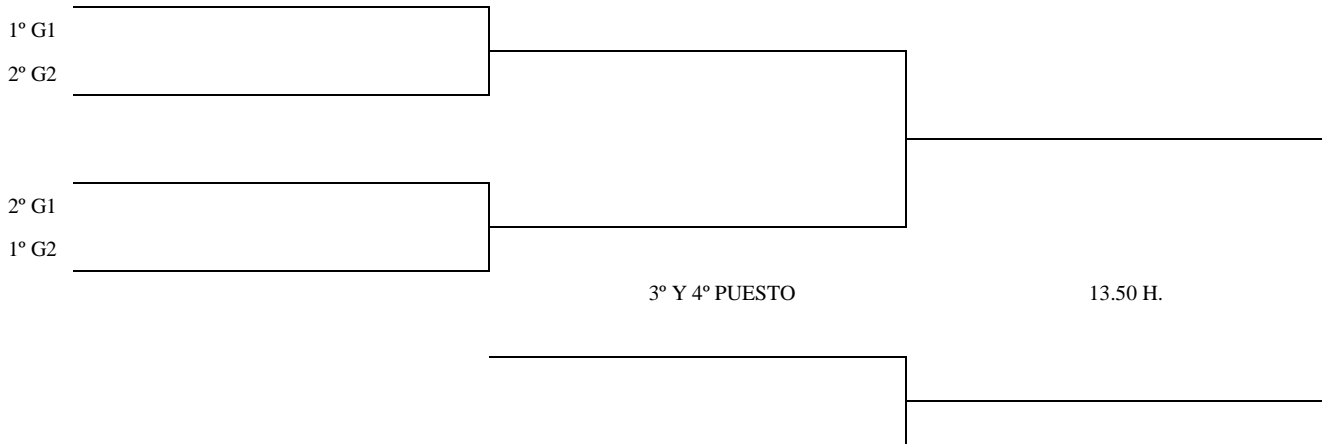 1º G1
2º G2
2º G1
1º G2
3º Y 4º PUESTO 13.50 H.